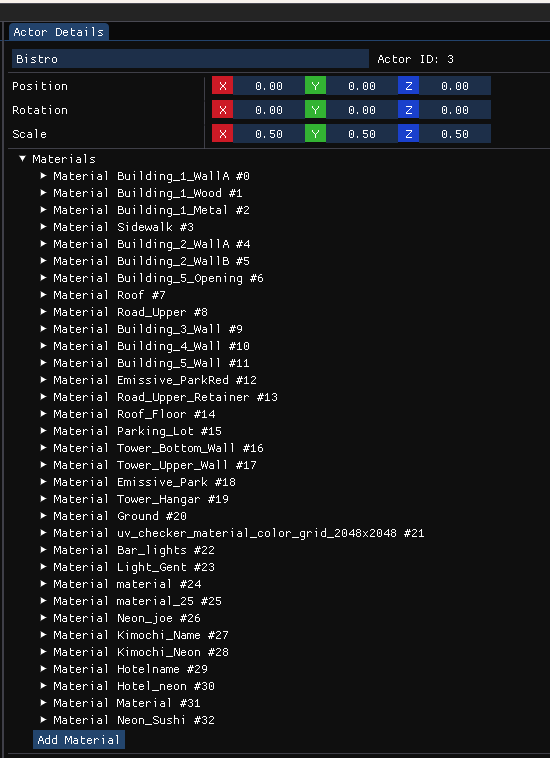 Actor Details
Bistro Actor ID: 3
Position X 0.00 Y 0.00 Z 0.00
Rotation X 0.00 Y 0.00 Z 0.00
Scale X 0.50 Y 0.50 Z 0.50
Materials
Material Building_1_WallA #0
Material Building_1_Wood #1
Material Building_1_Metal #2
Material Sidewalk #3
Material Building_2_WallA #4
Material Building_2_WallB #5
Material Building_5_Opening #6
Material Roof #7
Material Road_Upper #8
Material Building_3_Wall #9
Material Building_4_Wall #10
Material Building_5_Wall #11
Material Emissive_ParkRed #12
Material Road_Upper_Retainer #13
Material Roof_Floor #14
Material Parking_Lot #15
Material Tower_Bottom_Wall #16
Material Tower_Upper_Wall #17
Material Emissive_Park #18
Material Tower_Hangar #19
Material Ground #20
Material uv_checker_material_color_grid_2048x2048 #21
Material Bar_lights #22
Material Light_Gent #23
Material material #24
Material material_25 #25
Material Neon_joe #26
Material Kimochi_Name #27
Material Kimochi_Neon #28
Material Hotelname #29
Material Hotel_neon #30
Material Material #31
Material Neon_Sushi #32
Add Material